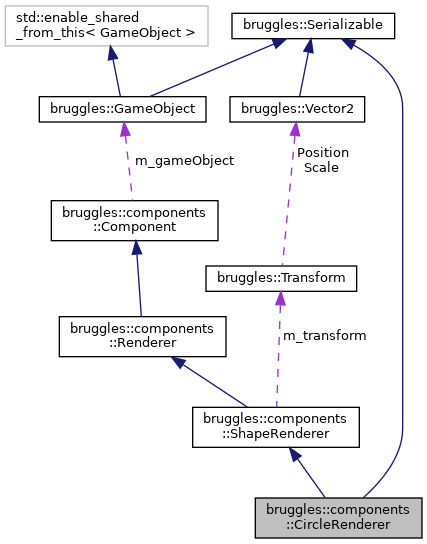 std::enable_shared
_from_this< GameObject >
bruggles::Serializable
bruggles::GameObject
bruggles::Vector2
m_gameObject
Position
Scale
bruggles::components
::Component
bruggles::Transform
bruggles::components
::Renderer
m_transform
bruggles::components
::ShapeRenderer
bruggles::components
::CircleRenderer